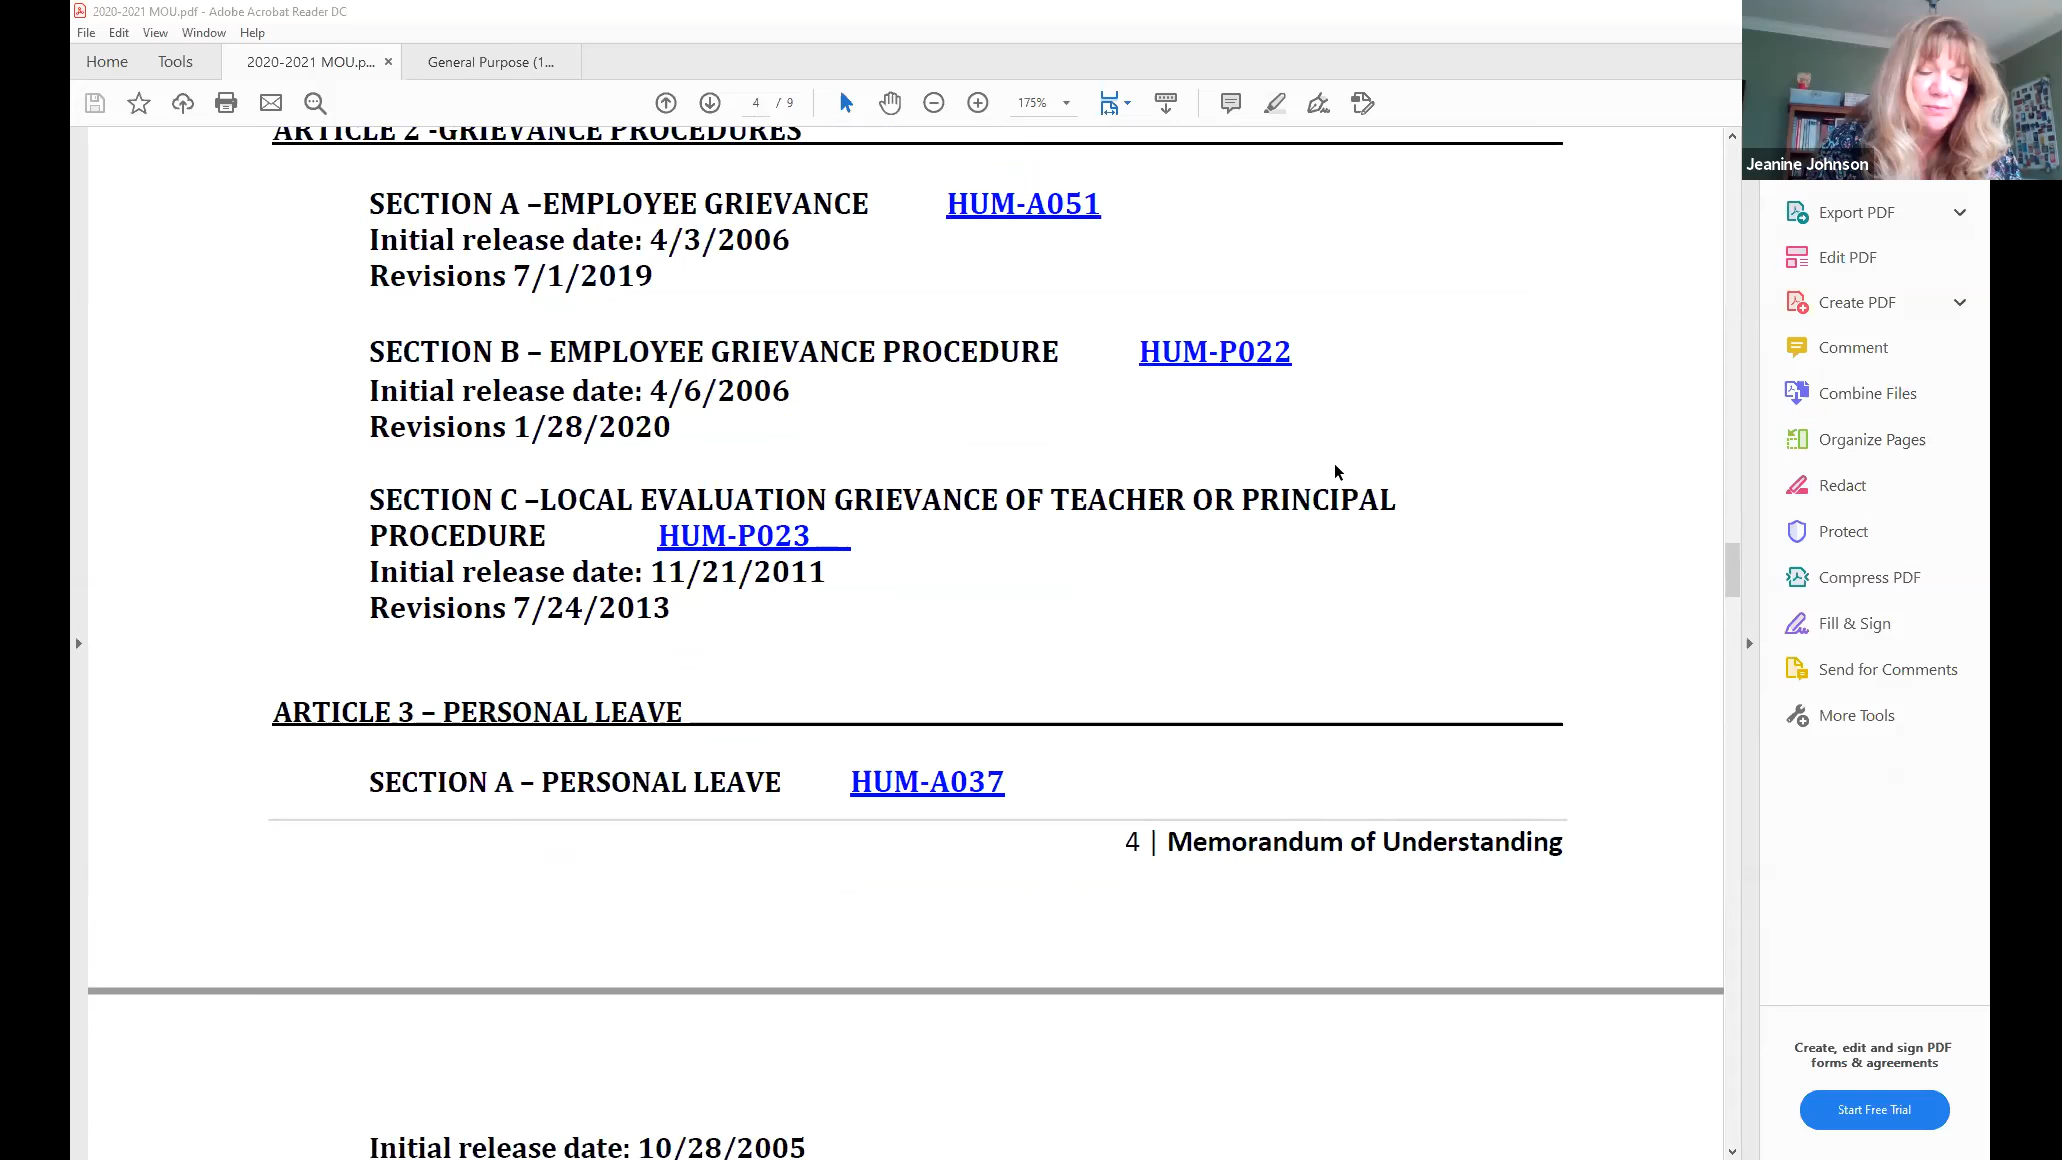 2020-2021 MOU.pdf - Adobe Acrobat Reader DC
File Edit View Window Help
Home Tools 2020-2021 MOU.p... × General Purpose (1...
4 / 9 175%
Jeanine Johnson
ARTICLE 2 -GRIEVANCE PROCEDURES
SECTION A –EMPLOYEE GRIEVANCE HUM-A051
Initial release date: 4/3/2006
Revisions 7/1/2019
SECTION B – EMPLOYEE GRIEVANCE PROCEDURE HUM-P022
Initial release date: 4/6/2006
Revisions 1/28/2020
SECTION C –LOCAL EVALUATION GRIEVANCE OF TEACHER OR PRINCIPAL
PROCEDURE HUM-P023
Initial release date: 11/21/2011
Revisions 7/24/2013
ARTICLE 3 – PERSONAL LEAVE
SECTION A – PERSONAL LEAVE HUM-A037
4 | Memorandum of Understanding
Initial release date: 10/28/2005
Export PDF
Edit PDF
Create PDF
Comment
Combine Files
Organize Pages
Redact
Protect
Compress PDF
Fill & Sign
Send for Comments
More Tools
Create, edit and sign PDF
forms & agreements
Start Free Trial